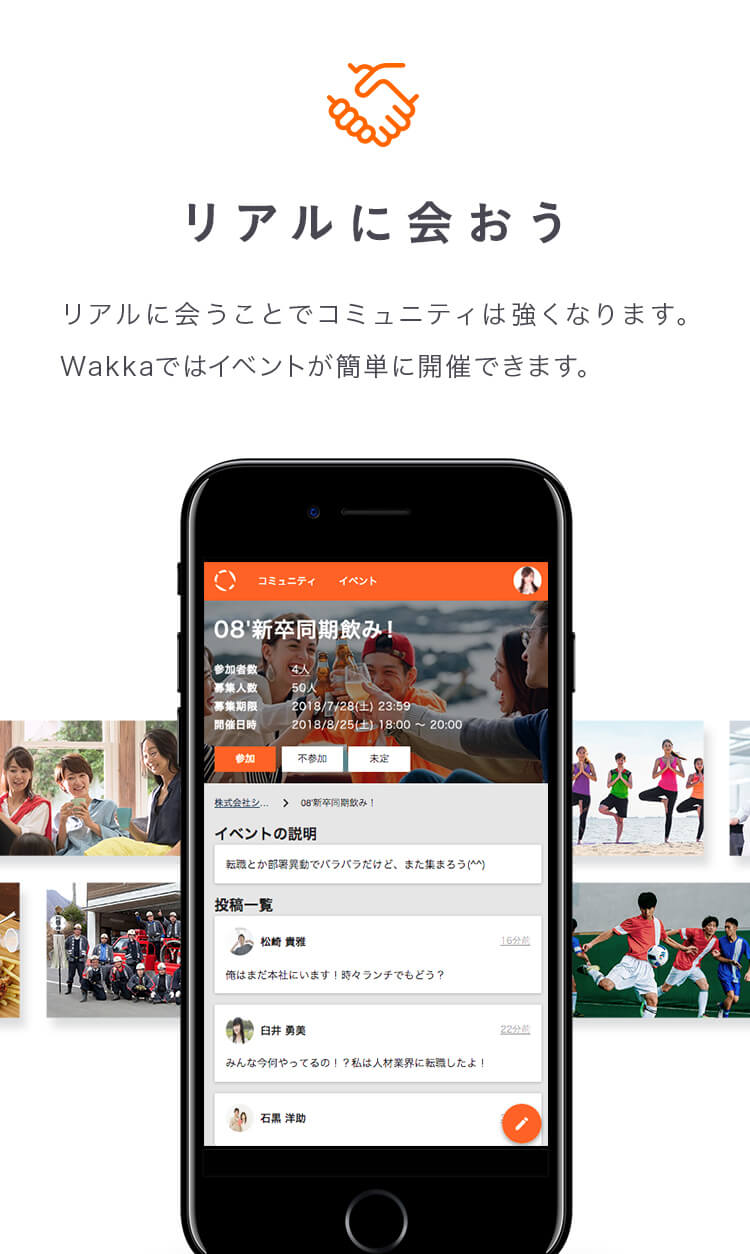 リアルに会おう
リアルに会うことでコミュニティは強くなります。
Wakkaではイベントが簡単に開催できます。
コミュニティ イベント
08'新卒同期飲み！
参加者数 4人
募集人数 50人
募集期限 2018/7/28(土) 23:59
開催日時 2018/8/25(土) 18:00 〜 20:00
参加 不参加 未定
株式会社シ... > 08'新卒同期飲み！
イベントの説明
転職とか部署異動でバラバラだけど、また集まろう(^^)
投稿一覧
松崎 貴雅 16分前
俺はまだ本社にいます！時々ランチでもどう？
臼井 勇美 22分前
みんな今何やってるの！？私は人材業界に転職したよ！
石黒 洋助